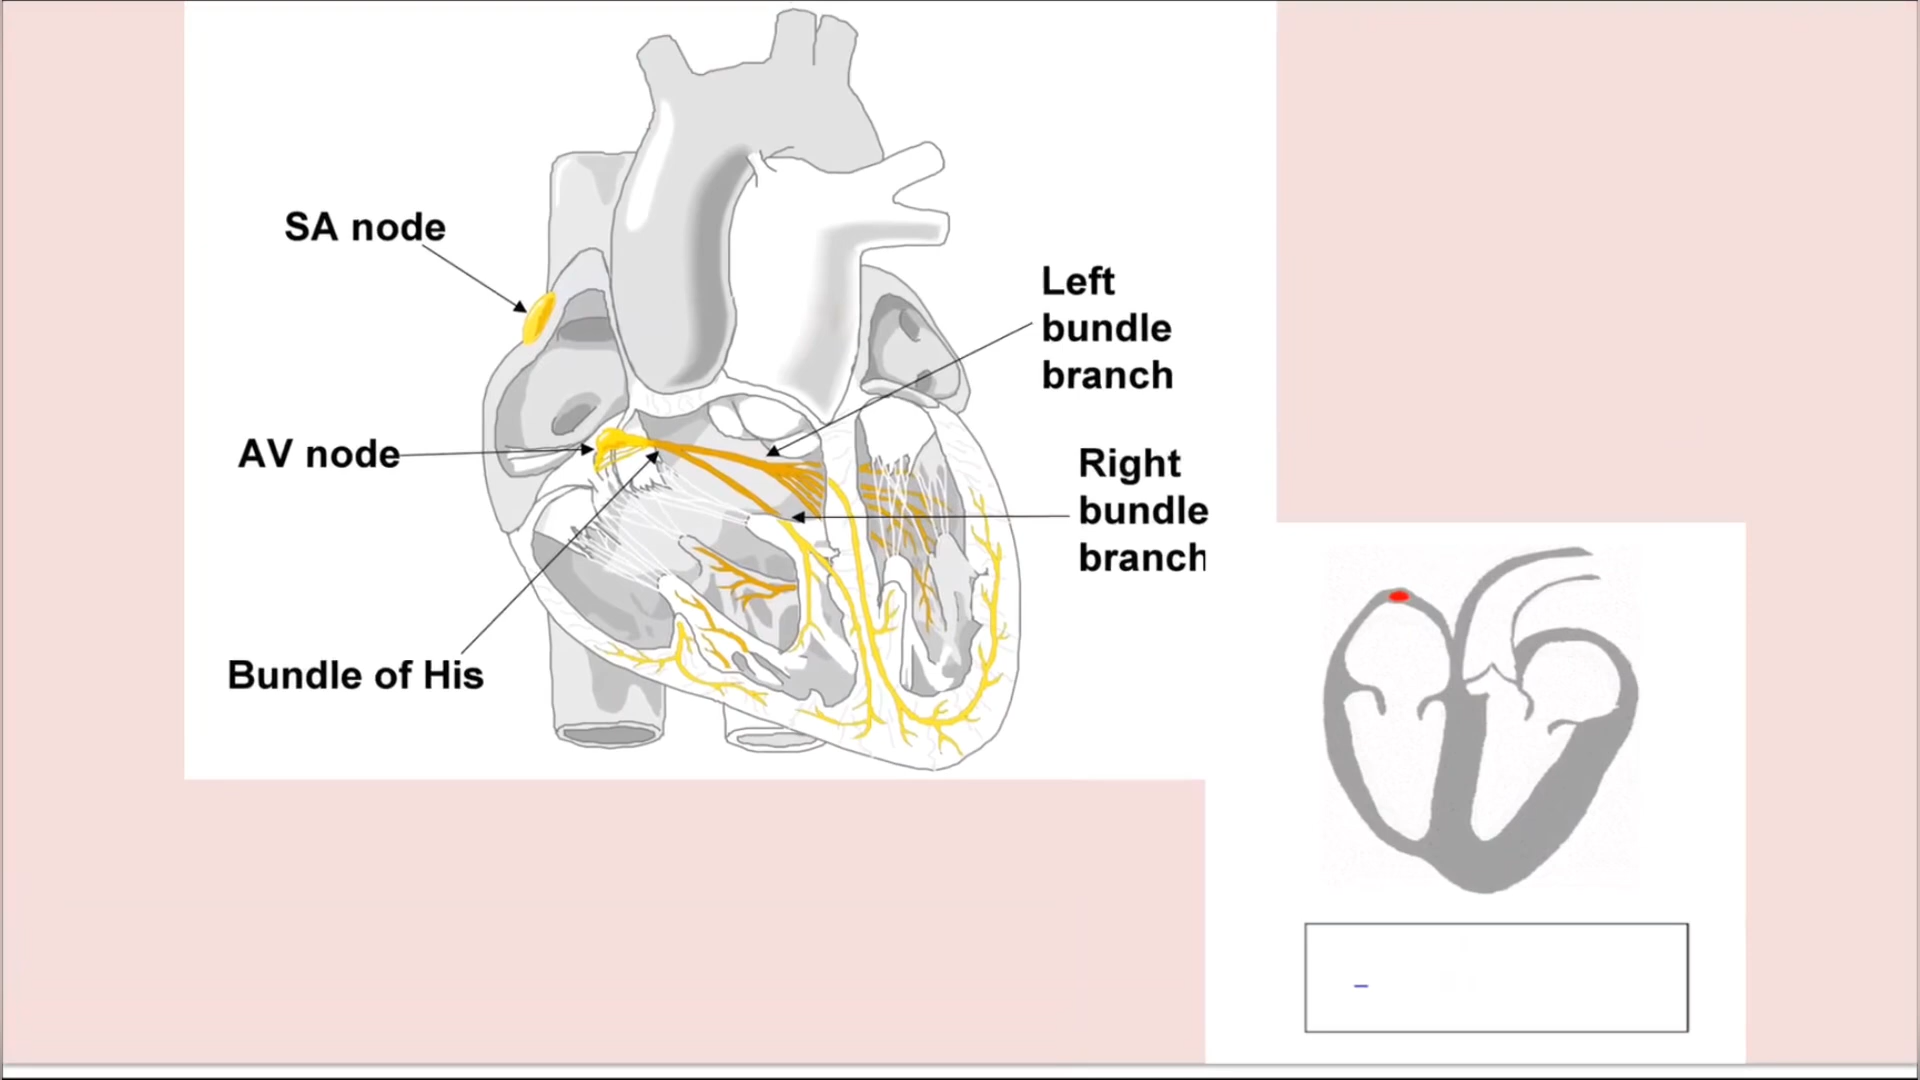 SA node
Left
bundle
branch
AV node
Right
bundle
branch
Bundle of His